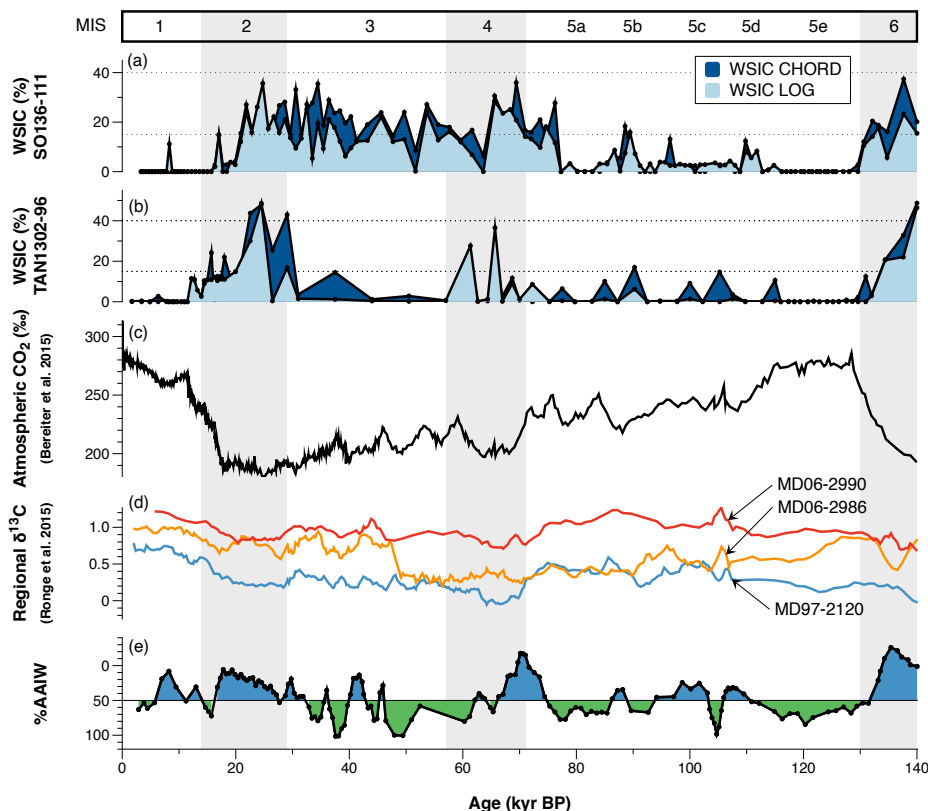 MIS 1 2 3 4 5a 5b 5c 5d 5e 6
(a)
WSIC (%)
SO136-111
40
20
0
WSIC CHORD
WSIC LOG
(b)
WSIC (%)
TAN1302-96
40
20
0
(c)
Atmospheric CO2 (‰)
(Bereiter et al. 2015)
300
250
200
(d)
Regional δ13C
(Ronge et al. 2015)
1.0
0.5
0
MD06-2990
MD06-2986
MD97-2120
(e)
%AAIW
0
50
100
0 20 40 60 80 100 120 140
Age (kyr BP)